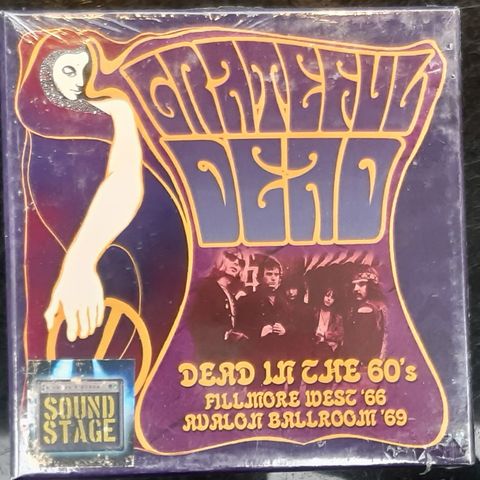 GRATEFUL
DEAD
DEAD IN THE 60's
FILLMORE WEST '66
AVALON BALLROOM '69
SOUND
STAGE